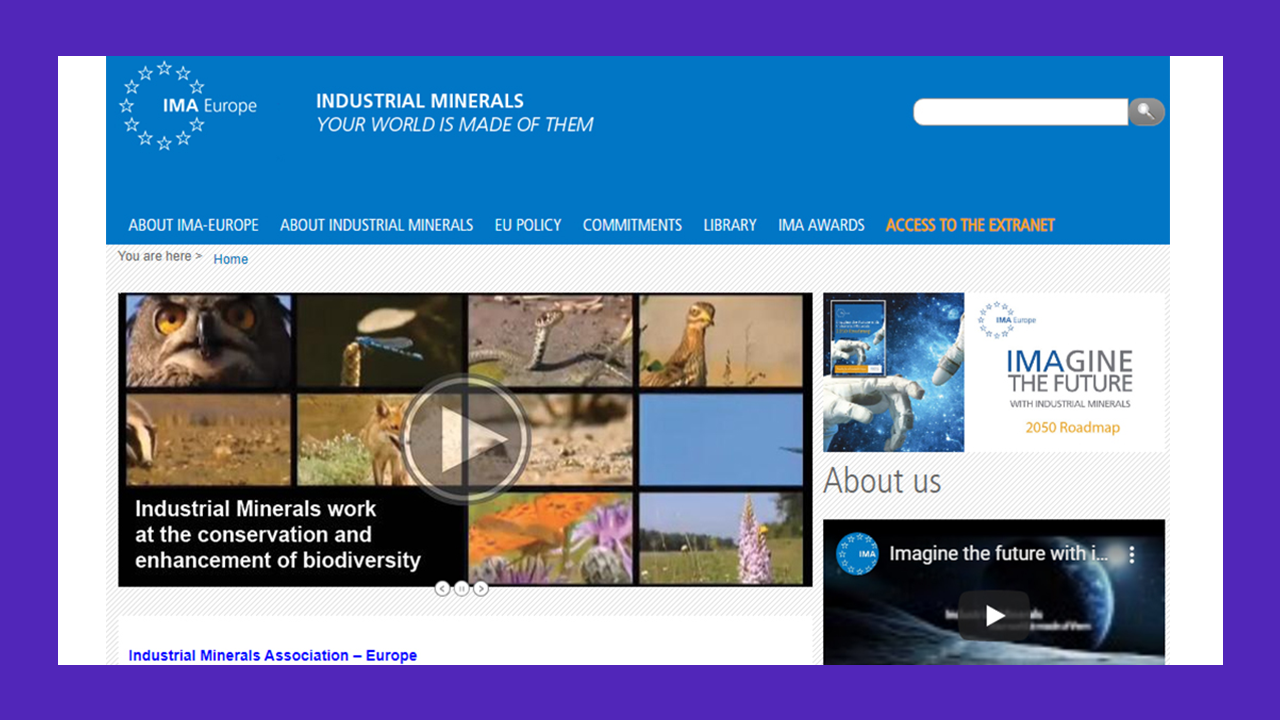 IMA Europe
INDUSTRIAL MINERALS
YOUR WORLD IS MADE OF THEM
ABOUT IMA-EUROPE ABOUT INDUSTRIAL MINERALS EU POLICY COMMITMENTS LIBRARY IMA AWARDS ACCESS TO THE EXTRANET
You are here > Home
Industrial Minerals work
at the conservation and
enhancement of biodiversity
IMA Europe
IMAGINE
THE FUTURE
WITH INDUSTRIAL MINERALS
2050 Roadmap
About us
IMA
Imagine the future with i...
Industrial Minerals Association – Europe